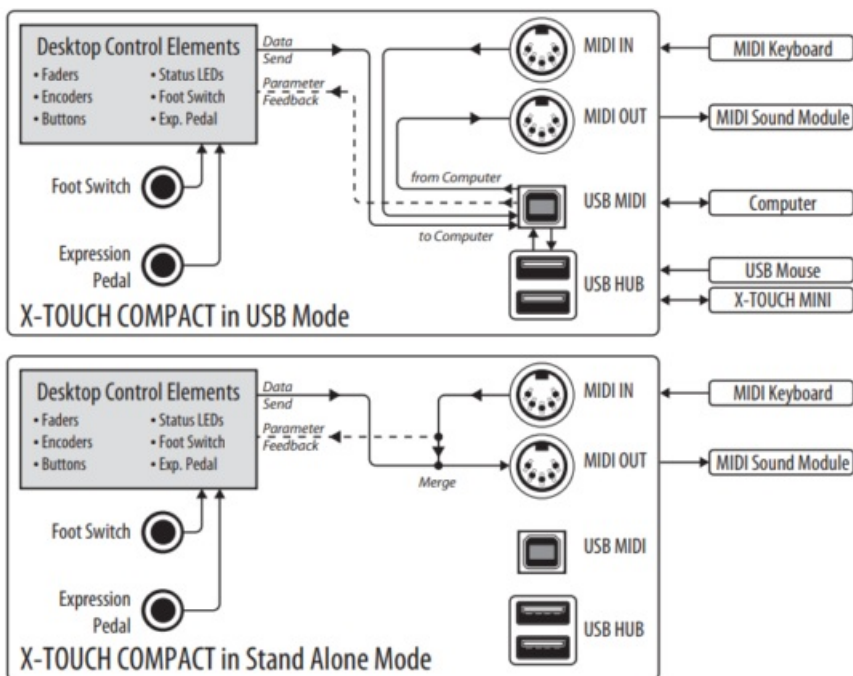 Desktop Control Elements
• Faders • Status LEDs
• Encoders • Foot Switch
• Buttons • Exp. Pedal
Data
Send
Parameter
Feedback
MIDI IN
MIDI Keyboard
MIDI OUT
MIDI Sound Module
Foot Switch
from Computer
USB MIDI
Computer
to Computer
Expression
Pedal
USB HUB
USB Mouse
X-TOUCH MINI
X-TOUCH COMPACT in USB Mode
Desktop Control Elements
• Faders • Status LEDs
• Encoders • Foot Switch
• Buttons • Exp. Pedal
Data
Send
Parameter
Feedback
MIDI IN
MIDI Keyboard
Merge
MIDI OUT
MIDI Sound Module
Foot Switch
USB MIDI
Expression
Pedal
USB HUB
X-TOUCH COMPACT in Stand Alone Mode